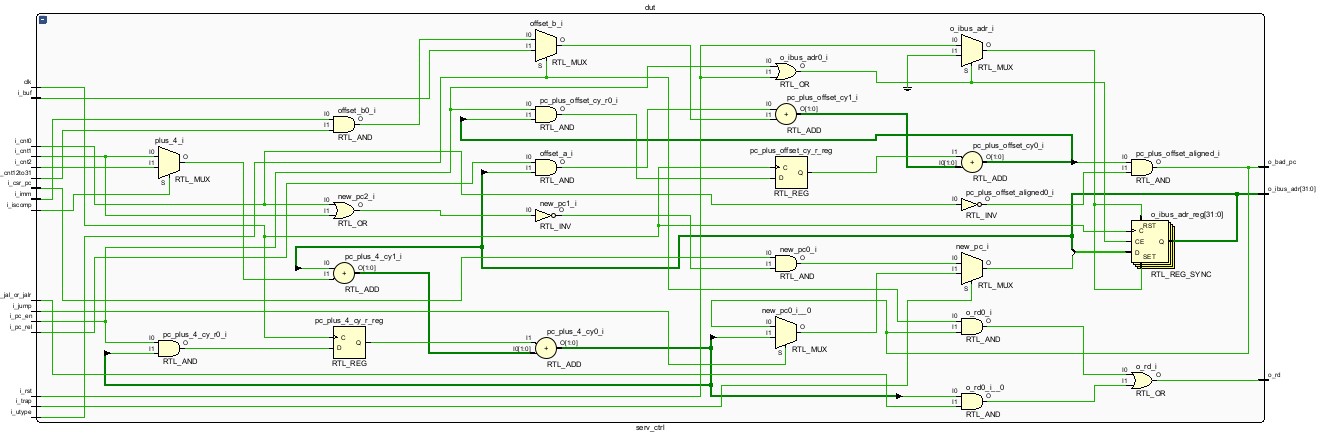 dut
clk
i_buf
i_cnt0
i_cnt1
i_cnt2
_cnt12to31
i_csr_pc
i_imm
i_iscomp
_jal_or_jalr
i_jump
i_pc_en
i_pc_rel
i_rst
i_trap
i_utype
plus_4_i
I0
I1
S
O
RTL_MUX
pc_plus_4_cy_r0_i
I0
I1
O
RTL_AND
offset_b0_i
I0
I1
O
RTL_AND
new_pc2_i
I0
I1
O
RTL_OR
pc_plus_4_cy1_i
I0
I1
+
O[1:0]
RTL_ADD
pc_plus_4_cy_r_reg
C
D
Q
RTL_REG
offset_b_i
I0
I1
S
O
RTL_MUX
pc_plus_offset_cy_r0_i
I0
I1
O
RTL_AND
offset_a_i
I0
I1
O
RTL_AND
new_pc1_i
I0
O
RTL_INV
pc_plus_4_cy0_i
I1
I0[1:0]
+
O[1:0]
RTL_ADD
o_ibus_adr0_i
I0
I1
O
RTL_OR
pc_plus_offset_cy1_i
I0
I1
+
O[1:0]
RTL_ADD
pc_plus_offset_cy_r_reg
C
D
Q
RTL_REG
new_pc0_i
I0
I1
O
RTL_AND
new_pc0_i__0
I0
I1
S
O
RTL_MUX
o_ibus_adr_i
I0
I1
S
O
RTL_MUX
pc_plus_offset_cy0_i
I1
I0[1:0]
+
O[1:0]
RTL_ADD
pc_plus_offset_aligned0_i
I0
O
RTL_INV
new_pc_i
I0
I1
S
O
RTL_MUX
o_rd0_i
I0
I1
O
RTL_AND
o_rd0_i__0
I0
I1
O
RTL_AND
pc_plus_offset_aligned_i
I0
I1
O
RTL_AND
o_ibus_adr_reg[31:0]
RST
C
CE
D
SET
Q
RTL_REG_SYNC
o_rd_i
I0
I1
O
RTL_OR
o_bad_pc
o_ibus_adr[31:0]
o_rd
serv_ctrl